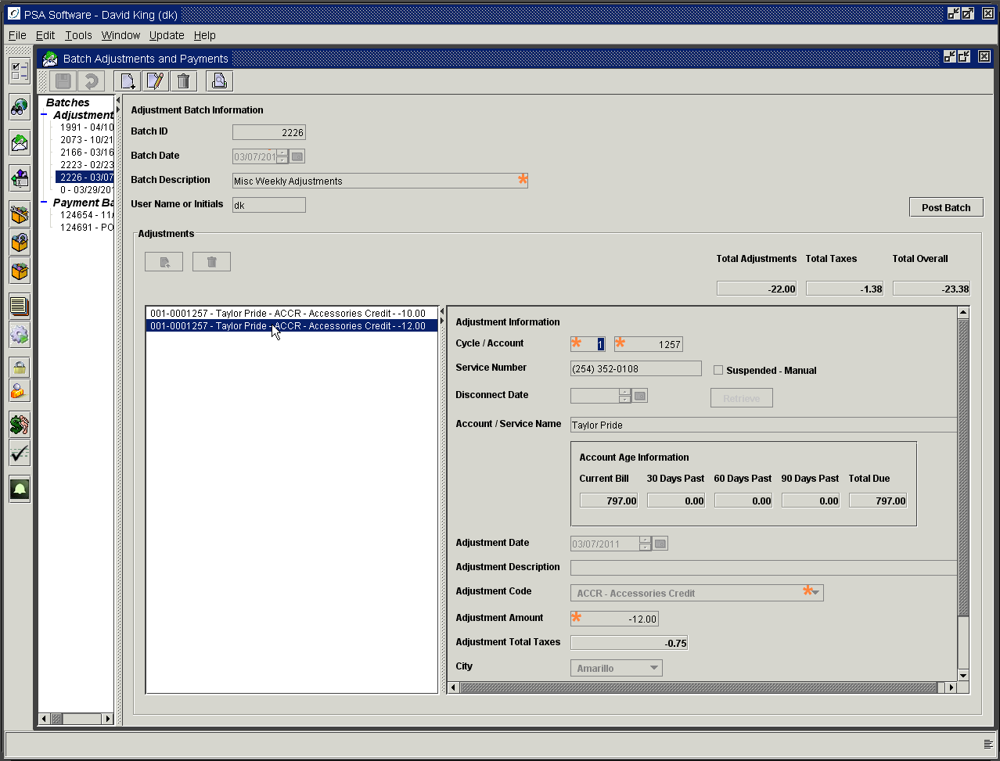 PSA Software - David King (dk)
File Edit Tools Window Update Help
Batch Adjustments and Payments
Batches
Adjustment
1991 - 04/10
2073 - 10/21
2166 - 03/16
2223 - 02/23
2226 - 03/07
0 - 03/29/201
Payment Ba
124654 - 11/
124691 - PO
Adjustment Batch Information
Batch ID 2226
Batch Date 03/07/201
Batch Description Misc Weekly Adjustments *
User Name or Initials dk
Post Batch
Adjustments
Total Adjustments Total Taxes Total Overall
-22.00 -1.38 -23.38
001-0001257 - Taylor Pride - ACCR - Accessories Credit - -10.00
001-0001257 - Taylor Pride - ACCR - Accessories Credit - -12.00
Adjustment Information
Cycle / Account * 1 * 1257
Service Number (254) 352-0108 Suspended - Manual
Disconnect Date Retrieve
Account / Service Name Taylor Pride
Account Age Information
Current Bill 30 Days Past 60 Days Past 90 Days Past Total Due
797.00 0.00 0.00 0.00 797.00
Adjustment Date 03/07/2011
Adjustment Description
Adjustment Code ACCR - Accessories Credit *
Adjustment Amount * -12.00
Adjustment Total Taxes -0.75
City Amarillo